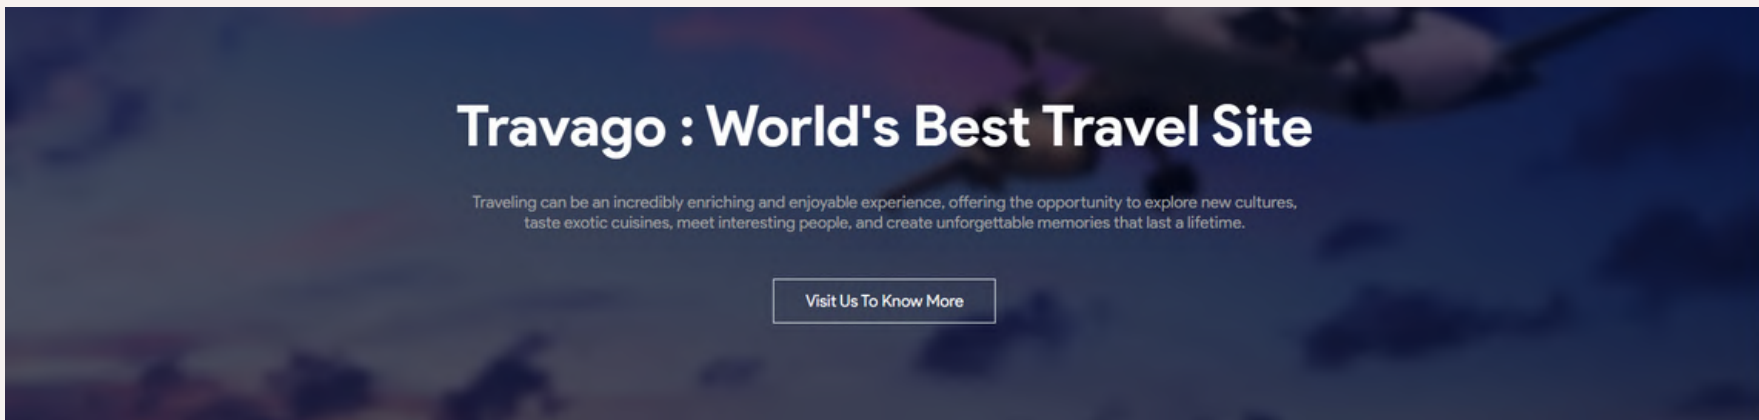 Travago : World's Best Travel Site
Traveling can be an incredibly enriching and enjoyable experience, offering the opportunity to explore new cultures,
taste exotic cuisines, meet interesting people, and create unforgettable memories that last a lifetime.
Visit Us To Know More